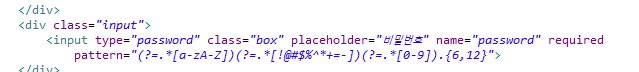 </div>
<div class="input">
<input type="password" class="box" placeholder="비밀번호" name="password" required
pattern="(?=.*[a-zA-Z])(?=.*[!@#$%^*+=-])(?=.*[0-9]).{6,12}">
</div>